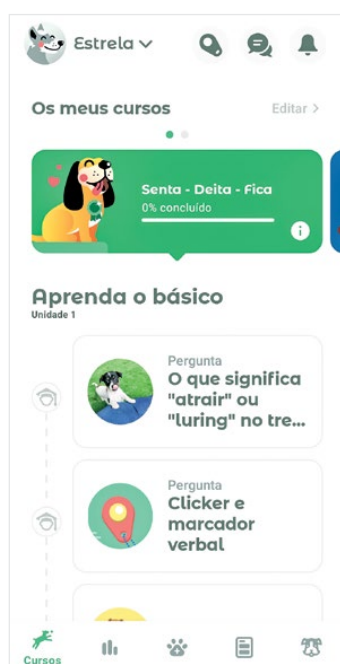 Estrela
Os meus cursos
Editar >
Senta - Deita - Fica
0% concluído
Aprenda o básico
Unidade 1
Pergunta
O que significa
"atrair" ou
"luring" no tre...
Pergunta
Clicker e
marcador
verbal
Cursos